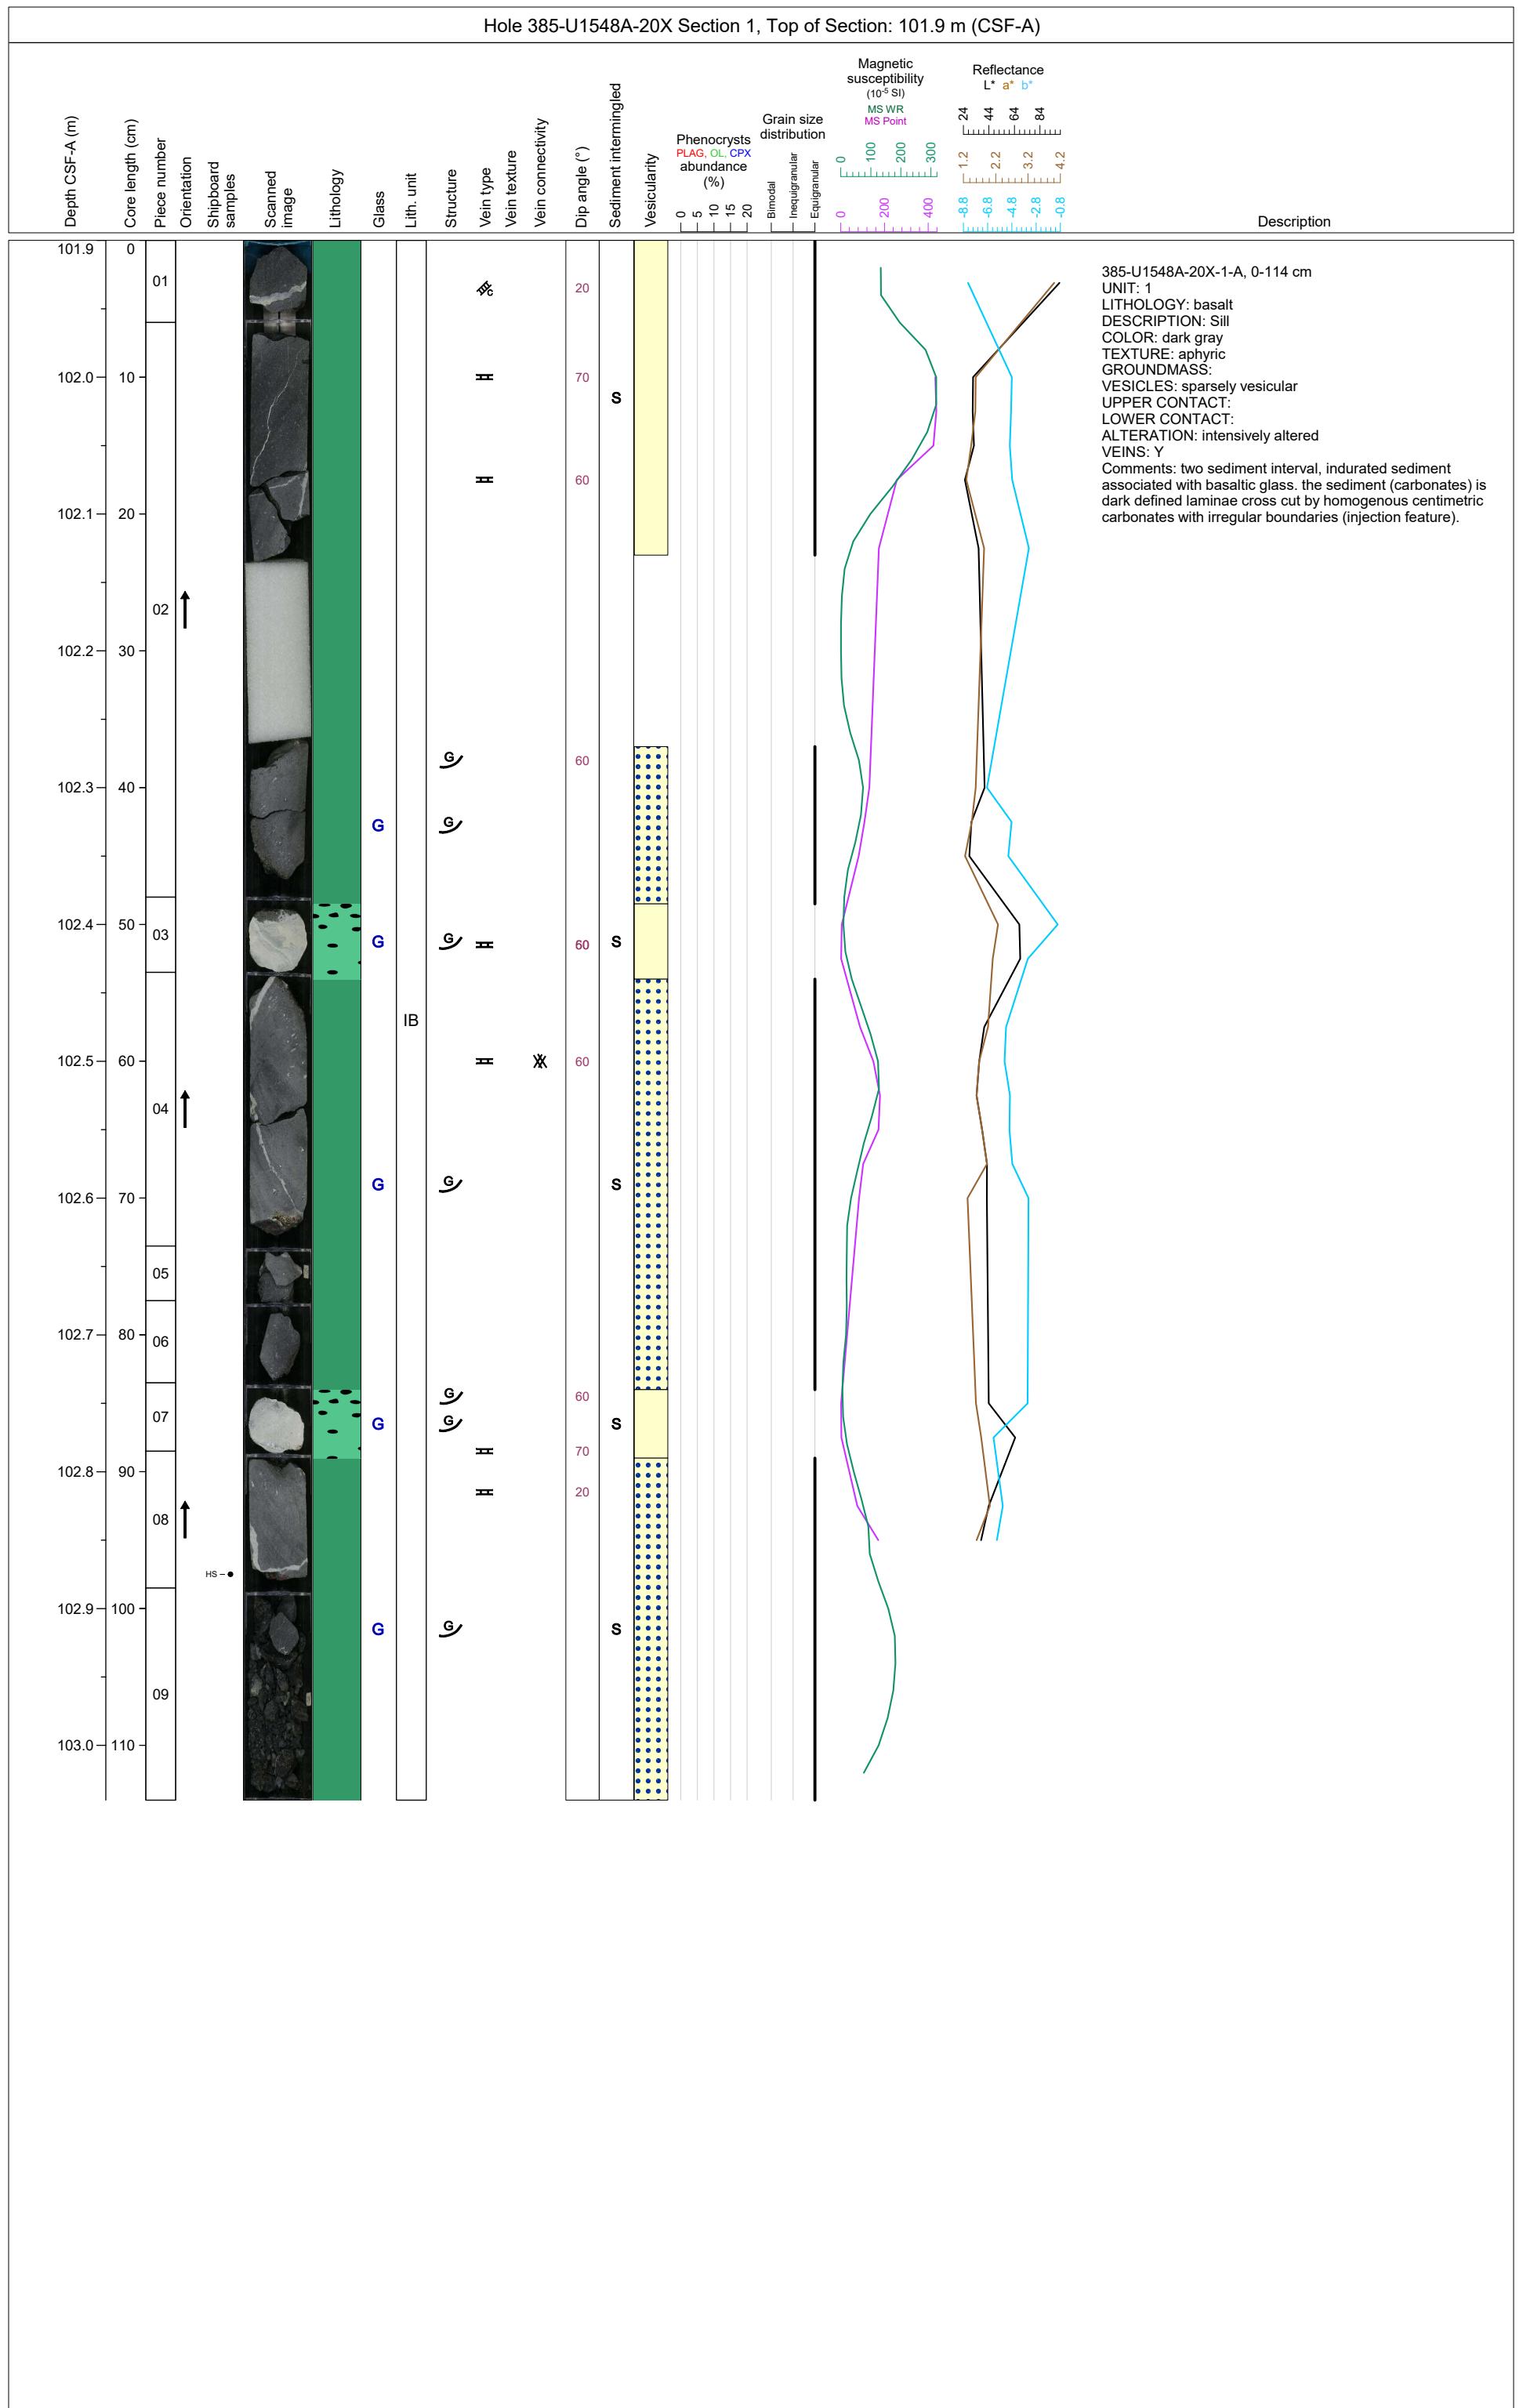 Hole 385-U1548A-20X Section 1, Top of Section: 101.9 m (CSF-A)
Depth CSF-A (m)
Core length (cm)
Piece number
Orientation
Shipboard
samples
Scanned
image
Lithology
Glass
Lith. unit
Structure
Vein type
Vein texture
Vein connectivity
Dip angle (°)
Sediment intermingled
Vesicularity
Phenocrysts
PLAG, OL, CPX
abundance
(%)
0 5 10 15 20
Grain size
distribution
Bimodal
Inequigranular
Equigranular
Magnetic
susceptibility
(10-5 SI)
MS WR
MS Point
0 100 200 300
0 200 400
Reflectance
L* a* b*
24 44 64 84
1.2 2.2 3.2 4.2
-8.8 -6.8 -4.8 -2.8 -0.8
Description
101.9 0
01
c
20
102.0 10
70
S
60
102.1 20
02
102.2 30
G
60
102.3 40
G
G
102.4 50
03
G
G
60
S
IB
102.5 60
60
04
G
G
S
102.6 70
05
102.7 80
06
G
60
07
G
G
S
70
102.8 90
20
08
HS
102.9 100
G
G
S
09
103.0 110
385-U1548A-20X-1-A, 0-114 cm
UNIT: 1
LITHOLOGY: basalt
DESCRIPTION: Sill
COLOR: dark gray
TEXTURE: aphyric
GROUNDMASS:
VESICLES: sparsely vesicular
UPPER CONTACT:
LOWER CONTACT:
ALTERATION: intensively altered
VEINS: Y
Comments: two sediment interval, indurated sediment
associated with basaltic glass. the sediment (carbonates) is
dark defined laminae cross cut by homogenous centimetric
carbonates with irregular boundaries (injection feature).